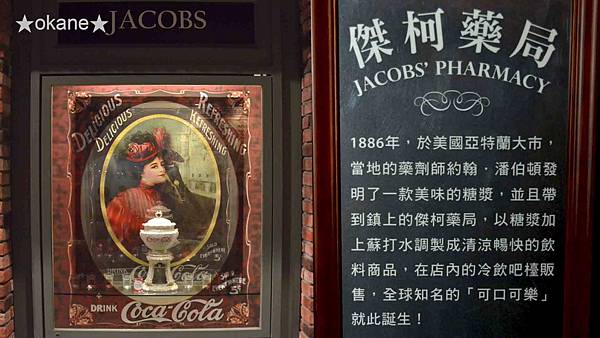 ★okane★
JACOBS
DELICIOUS
REFRESHING
DELICIOUS
REFRESHING
DRINK
Coca-Cola
DRINK Coca-Cola
傑柯藥局
JACOBS' PHARMACY
1886年，於美國亞特蘭大市，
當地的藥劑師約翰．潘伯頓發
明了一款美味的糖漿，並且帶
到鎮上的傑柯藥局，以糖漿加
上蘇打水調製成清涼暢快的飲
料商品，在店內的冷飲吧檯販
售，全球知名的「可口可樂」
就此誕生！